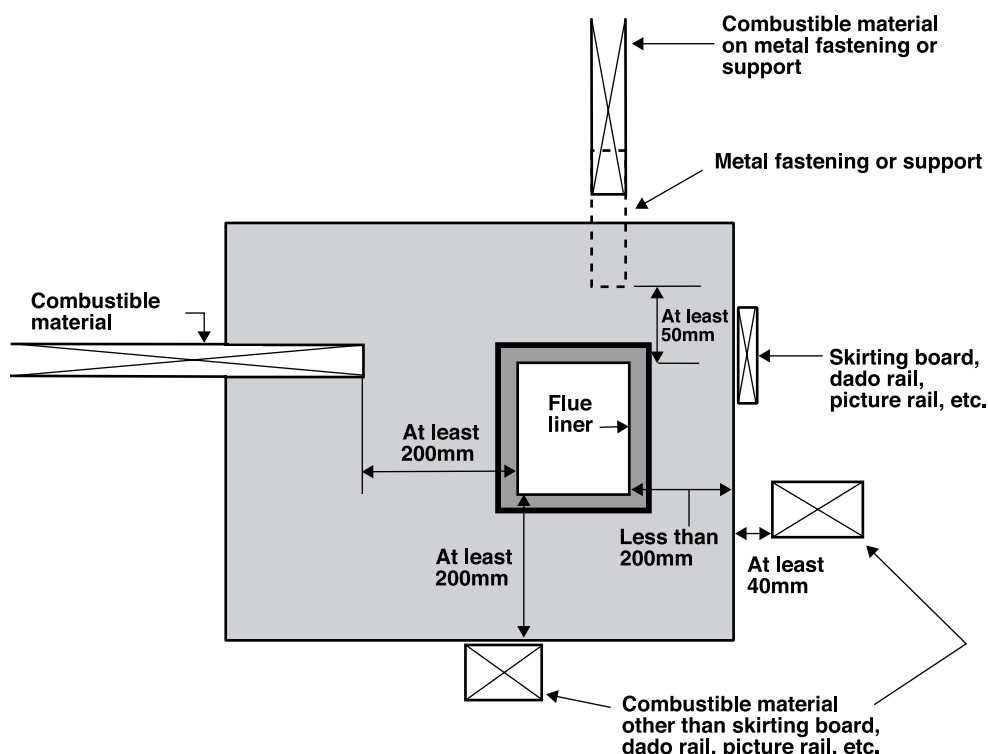 Combustible material
on metal fastening or
support
Metal fastening or support
Combustible
material
At least
50mm
Skirting board,
dado rail,
picture rail, etc.
Flue
liner
At least
200mm
Less than
200mm
At least
200mm
At least
40mm
Combustible material
other than skirting board,
dado rail, picture rail, etc.